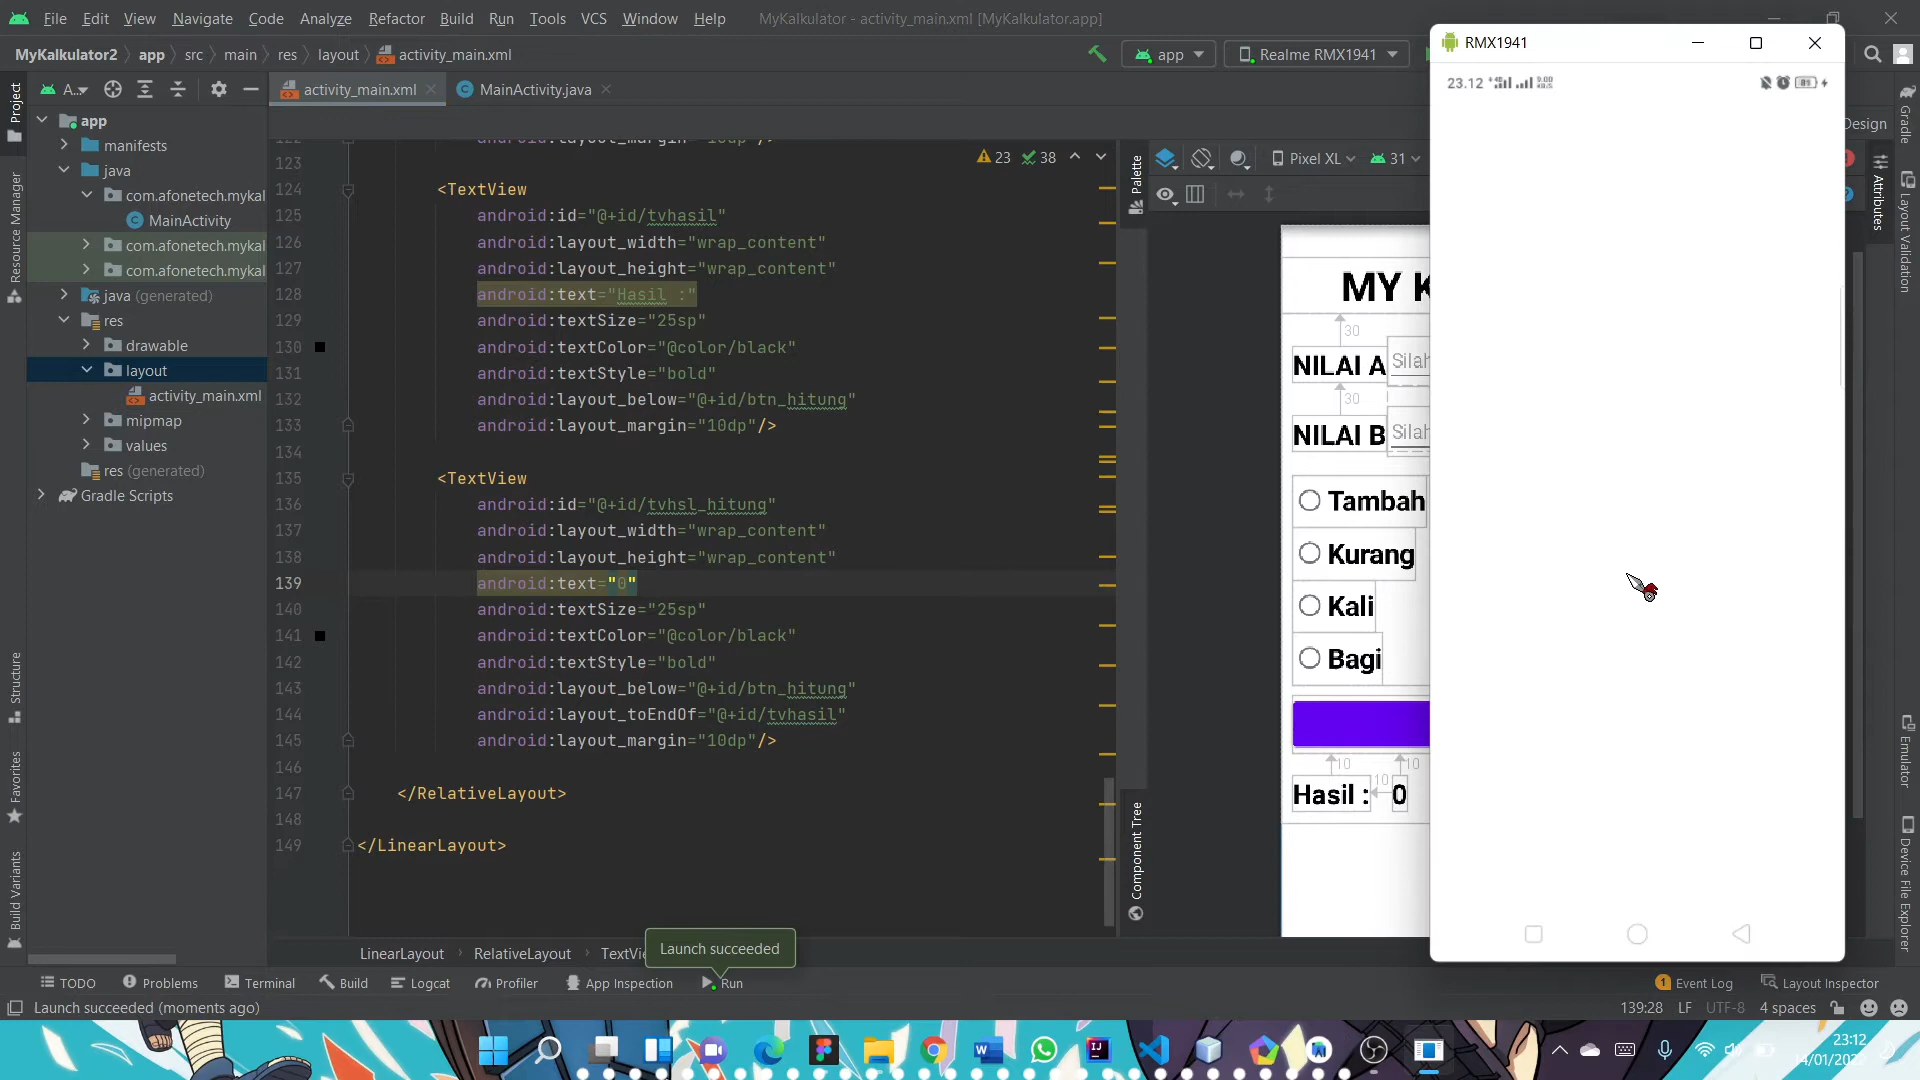 File Edit View Navigate Code Analyze Refactor Build Run Tools VCS Window Help MyKalkulator - activity_main.xml [MyKalkulator.app]
MyKalkulator2 app src main res layout activity_main.xml app Realme RMX1941
RMX1941
23.12
Project
A..
activity_main.xml MainActivity.java
Design
app
manifests
java
com.afonetech.mykal
MainActivity
com.afonetech.mykal
com.afonetech.mykal
java (generated)
res
drawable
layout
activity_main.xml
mipmap
values
res (generated)
Gradle Scripts
Resource Manager
Structure
Favorites
Build Variants
23 38
123
124 <TextView
125 android:id="@+id/tvhasil"
126 android:layout_width="wrap_content"
127 android:layout_height="wrap_content"
128 android:text="Hasil :"
129 android:textSize="25sp"
130 android:textColor="@color/black"
131 android:textStyle="bold"
132 android:layout_below="@+id/btn_hitung"
133 android:layout_margin="10dp"/>
134
135 <TextView
136 android:id="@+id/tvhsl_hitung"
137 android:layout_width="wrap_content"
138 android:layout_height="wrap_content"
139 android:text="0"
140 android:textSize="25sp"
141 android:textColor="@color/black"
142 android:textStyle="bold"
143 android:layout_below="@+id/btn_hitung"
144 android:layout_toEndOf="@+id/tvhasil"
145 android:layout_margin="10dp"/>
146
147 </RelativeLayout>
148
149 </LinearLayout>
Palette
Component Tree
Pixel XL 31
MY K
30
NILAI A Silah
30
NILAI B Silah
Tambah
Kurang
Kali
Bagi
10 10
Hasil : 10 0
Gradle
Attributes
Layout Validation
Emulator
Device File Explorer
LinearLayout RelativeLayout TextVi
Launch succeeded
TODO Problems Terminal Build Logcat Profiler App Inspection Run 1 Event Log Layout Inspector
Launch succeeded (moments ago) 139:28 LF UTF-8 4 spaces
23:12